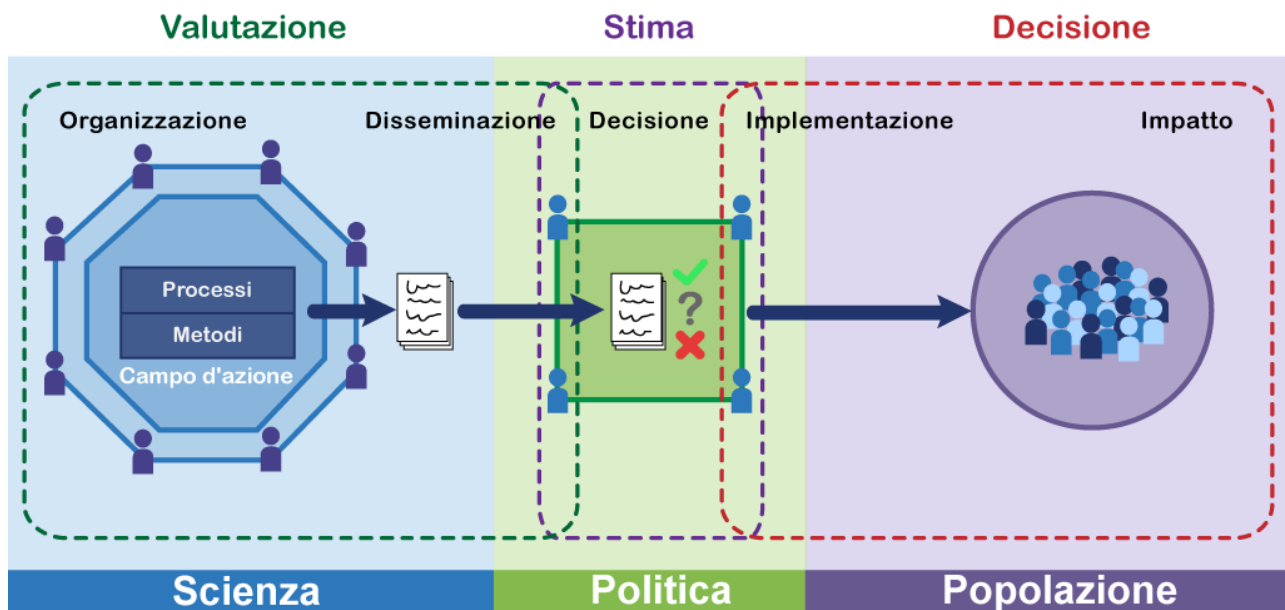 Valutazione
Stima
Decisione
Organizzazione
Disseminazione
Decisione
Implementazione
Impatto
Processi
Metodi
Campo d'azione
?
Scienza
Politica
Popolazione